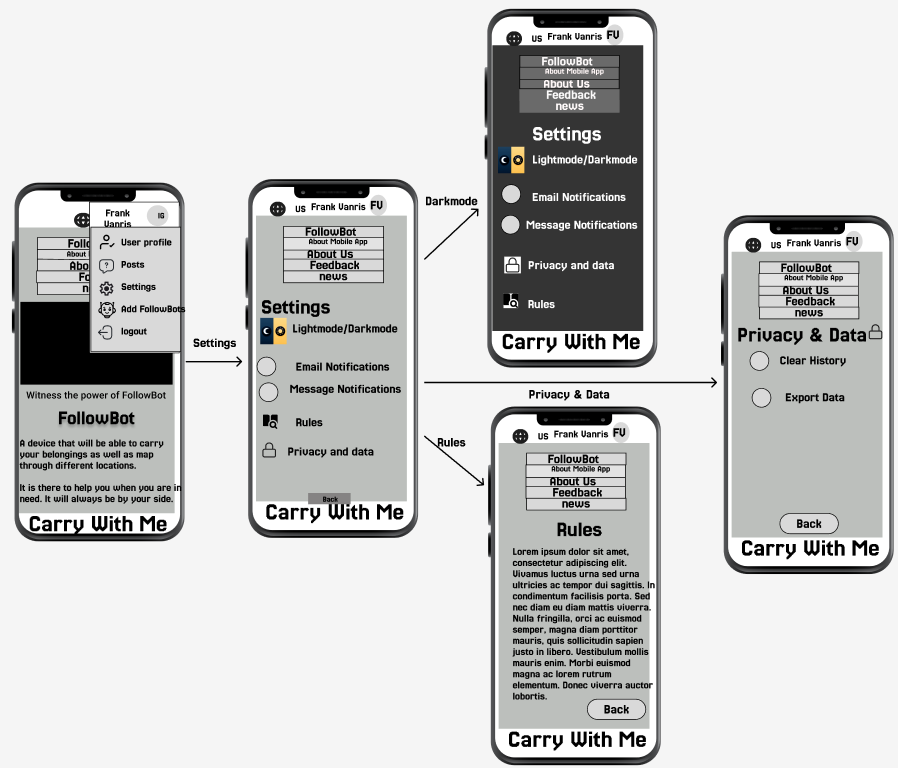 Frank
Vanris
IG
User profile
Posts
Settings
Add FollowBots
logout
Witness the power of FollowBot
FollowBot
A device that will be able to carry
your belongings as well as map
through different locations.
It is there to help you when you are in
need. It will always be by your side.
Carry With Me
Settings
US Frank Vanris FV
FollowBot
About Mobile App
About Us
Feedback
news
Settings
Lightmode/Darkmode
Email Notifications
Message Notifications
Rules
Privacy and data
Back
Carry With Me
Darkmode
US Frank Vanris FV
FollowBot
About Mobile App
About Us
Feedback
news
Settings
Lightmode/Darkmode
Email Notifications
Message Notifications
Privacy and data
Rules
Carry With Me
Privacy & Data
US Frank Vanris FV
FollowBot
About Mobile App
About Us
Feedback
news
Privacy & Data
Clear History
Export Data
Back
Carry With Me
Rules
US Frank Vanris FV
FollowBot
About Mobile App
About Us
Feedback
news
Rules
Lorem ipsum dolor sit amet,
consectetur adipiscing elit.
Vivamus luctus urna sed urna
ultricies ac tempor dui sagittis. In
condimentum facilisis porta. Sed
nec diam eu diam mattis viverra.
Nulla fringilla, orci ac euismod
semper, magna diam porttitor
mauris, quis sollicitudin sapien
justo in libero. Vestibulum mollis
mauris enim. Morbi euismod
magna ac lorem rutrum
elementum. Donec viverra auctor
lobortis.
Back
Carry With Me